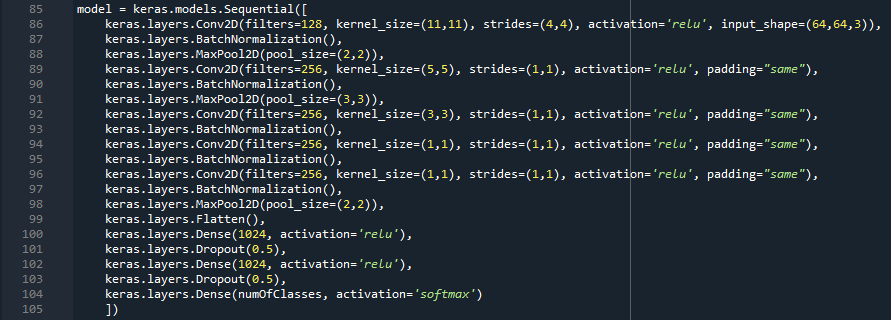 85 model = keras.models.Sequential([
86     keras.layers.Conv2D(filters=128, kernel_size=(11,11), strides=(4,4), activation='relu', input_shape=(64,64,3)),
87     keras.layers.BatchNormalization(),
88     keras.layers.MaxPool2D(pool_size=(2,2)),
89     keras.layers.Conv2D(filters=256, kernel_size=(5,5), strides=(1,1), activation='relu', padding="same"),
90     keras.layers.BatchNormalization(),
91     keras.layers.MaxPool2D(pool_size=(3,3)),
92     keras.layers.Conv2D(filters=256, kernel_size=(3,3), strides=(1,1), activation='relu', padding="same"),
93     keras.layers.BatchNormalization(),
94     keras.layers.Conv2D(filters=256, kernel_size=(1,1), strides=(1,1), activation='relu', padding="same"),
95     keras.layers.BatchNormalization(),
96     keras.layers.Conv2D(filters=256, kernel_size=(1,1), strides=(1,1), activation='relu', padding="same"),
97     keras.layers.BatchNormalization(),
98     keras.layers.MaxPool2D(pool_size=(2,2)),
99     keras.layers.Flatten(),
100     keras.layers.Dense(1024, activation='relu'),
101     keras.layers.Dropout(0.5),
102     keras.layers.Dense(1024, activation='relu'),
103     keras.layers.Dropout(0.5),
104     keras.layers.Dense(numOfClasses, activation='softmax')
105     ])